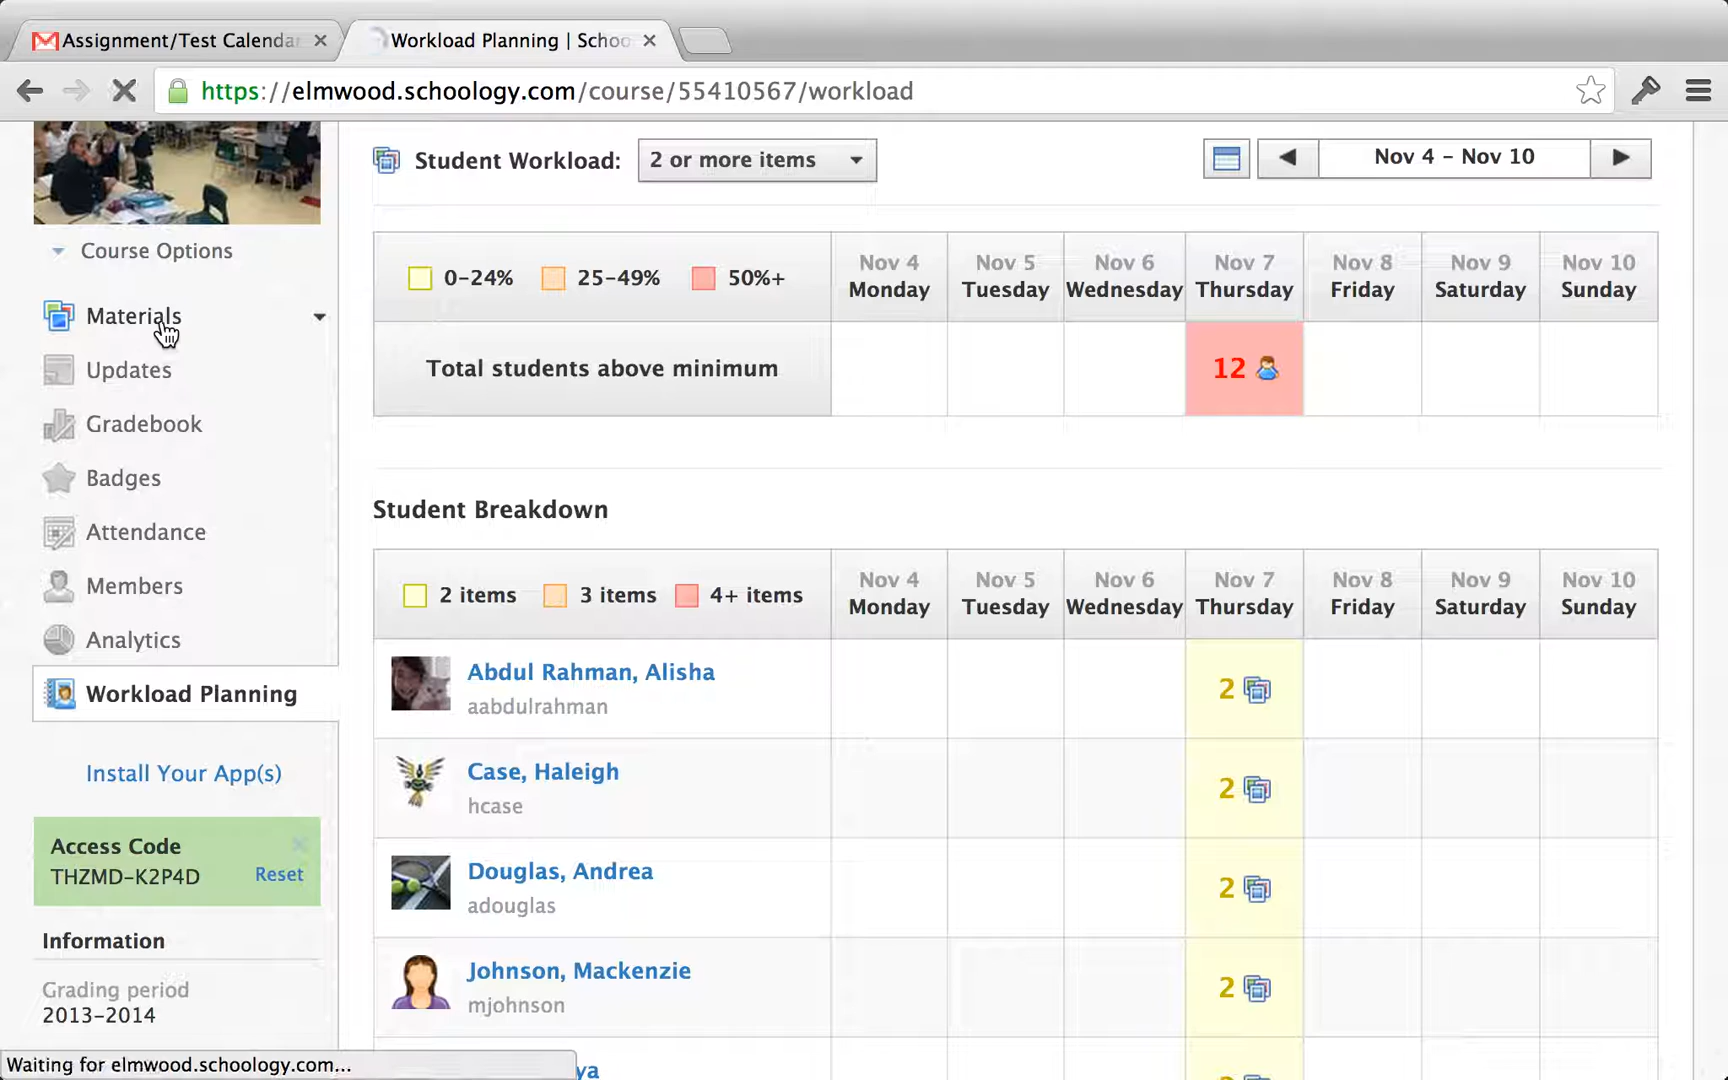 Assignment/Test Calenda
Workload Planning | Schoo
https://elmwood.schoology.com/course/55410567/workload
Student Workload:
2 or more items
Nov 4 – Nov 10
Course Options
Materials
Updates
Gradebook
Badges
Attendance
Members
Analytics
Workload Planning
Install Your App(s)
Access Code
THZMD-K2P4D
Reset
Information
Grading period
2013–2014
0–24% 25–49% 50%+
Nov 4 Nov 5 Nov 6 Nov 7 Nov 8 Nov 9 Nov 10
Monday Tuesday Wednesday Thursday Friday Saturday Sunday
Total students above minimum
12
Student Breakdown
2 items 3 items 4+ items
Nov 4 Nov 5 Nov 6 Nov 7 Nov 8 Nov 9 Nov 10
Monday Tuesday Wednesday Thursday Friday Saturday Sunday
Abdul Rahman, Alisha
aabdulrahman
2
Case, Haleigh
hcase
2
Douglas, Andrea
adouglas
2
Johnson, Mackenzie
mjohnson
2
ya
Waiting for elmwood.schoology.com...